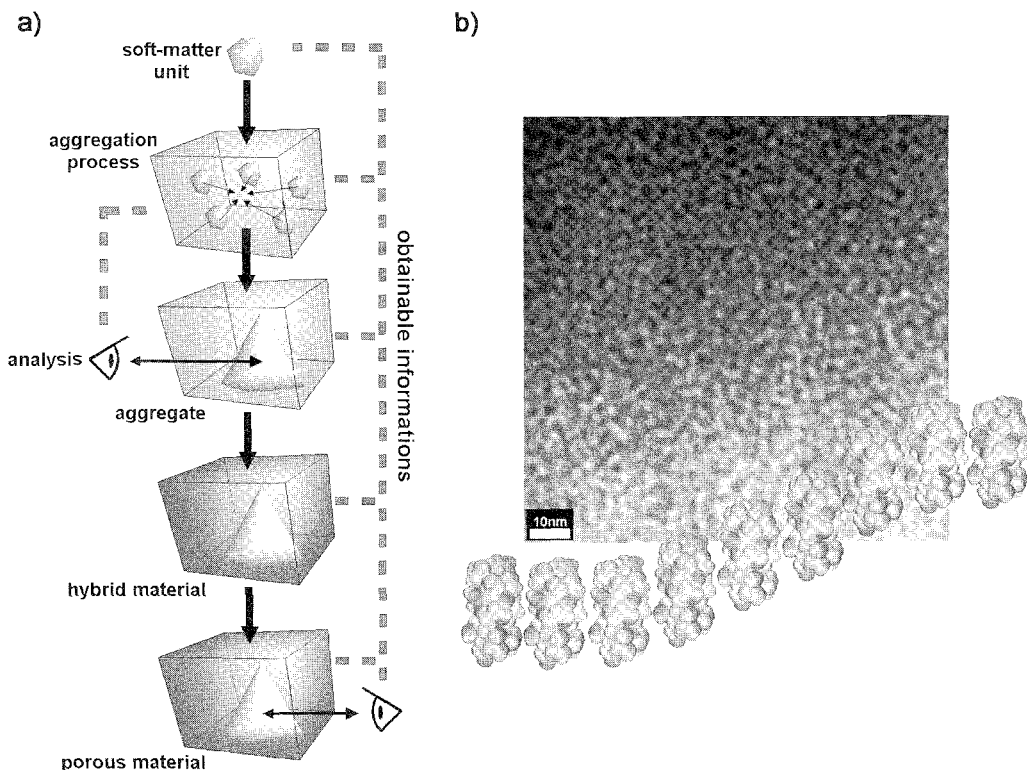 a)
soft-matter
unit
aggregation
process
analysis
aggregate
hybrid material
porous material
obtainable informations
b)
10nm